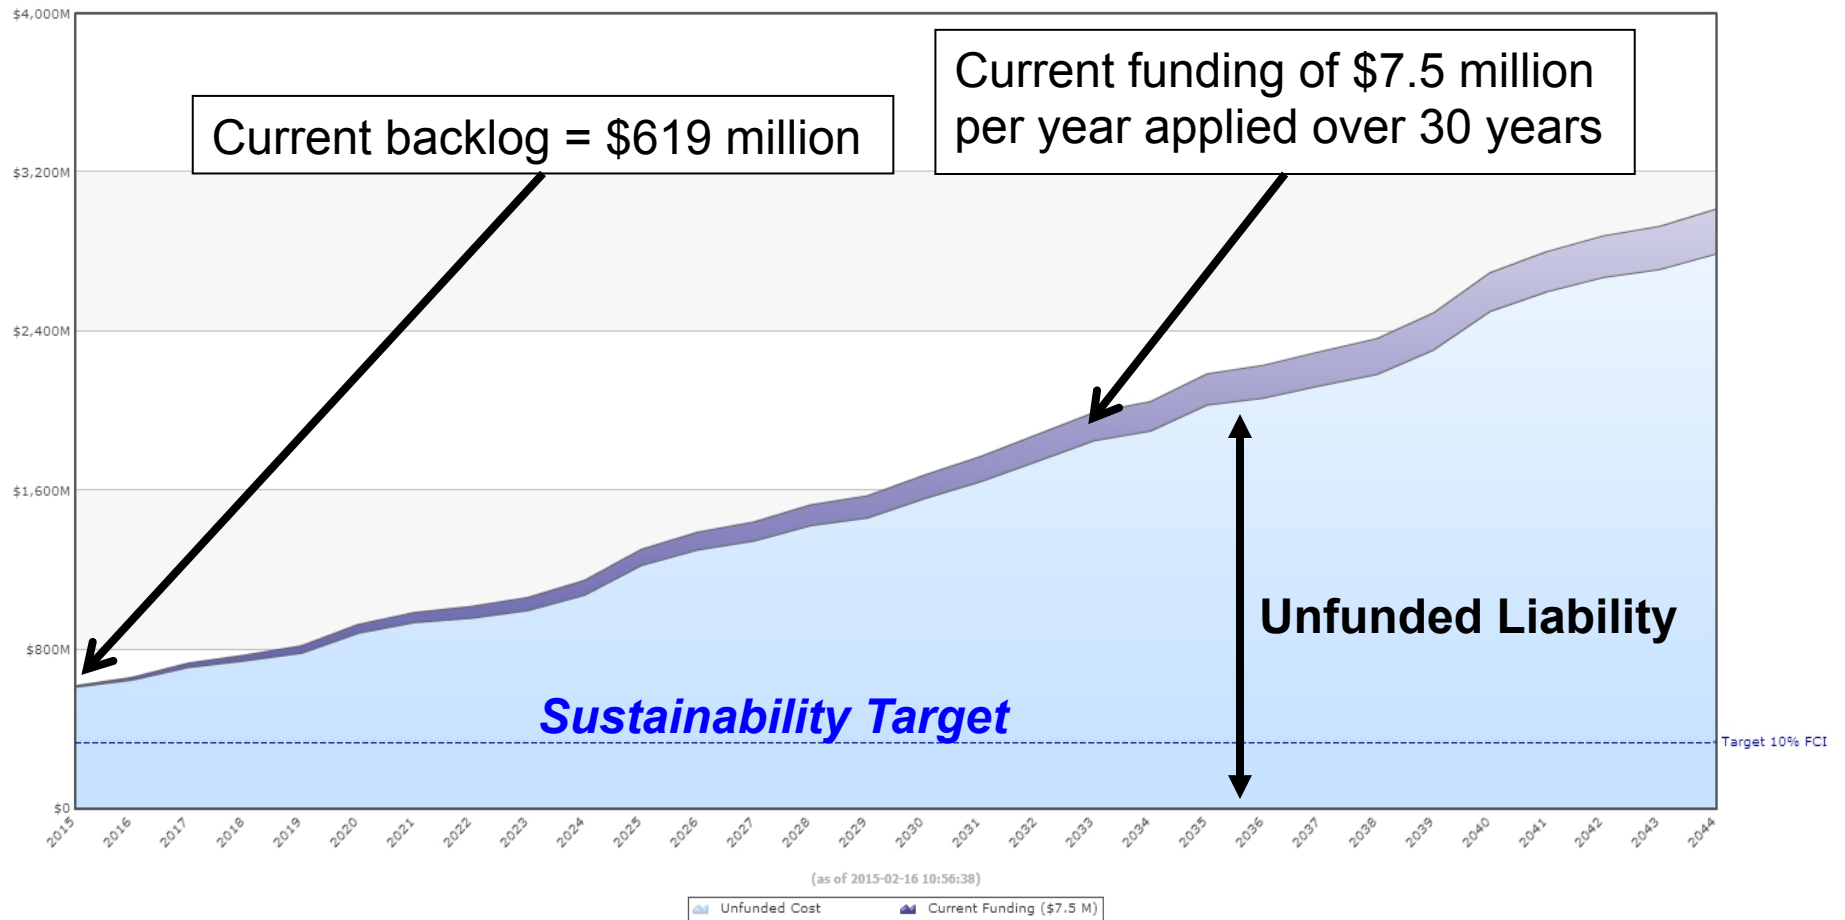 $4,000M
Current funding of $7.5 million
per year applied over 30 years
Current backlog = $619 million
$3,200M
$2,400M
$1,600M
Unfunded Liability
$800M
Sustainability Target
Target 10% FCI
$0
2015 2016 2017 2018 2019 2020 2021 2022 2023 2024 2025 2026 2027 2028 2029 2030 2031 2032 2033 2034 2035 2036 2037 2038 2039 2040 2041 2042 2043 2044
(as of 2015-02-16 10:56:38)
Unfunded Cost Current Funding ($7.5 M)